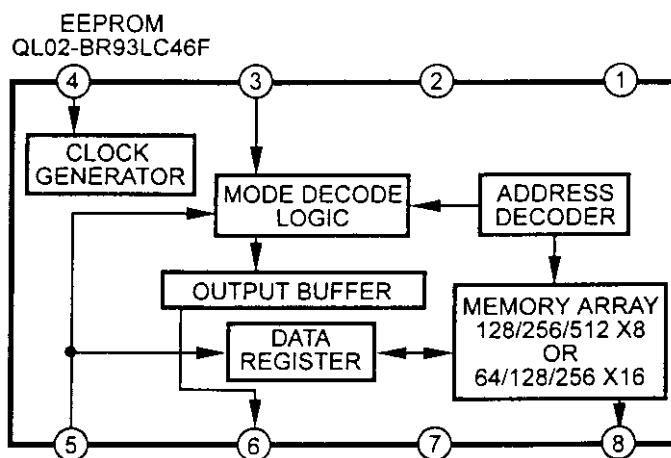 EEPROM
QL02-BR93LC46F
4
3
2
1
CLOCK
GENERATOR
MODE DECODE
LOGIC
ADDRESS
DECODER
OUTPUT BUFFER
DATA
REGISTER
MEMORY ARRAY
128/256/512 X8
OR
64/128/256 X16
5
6
7
8